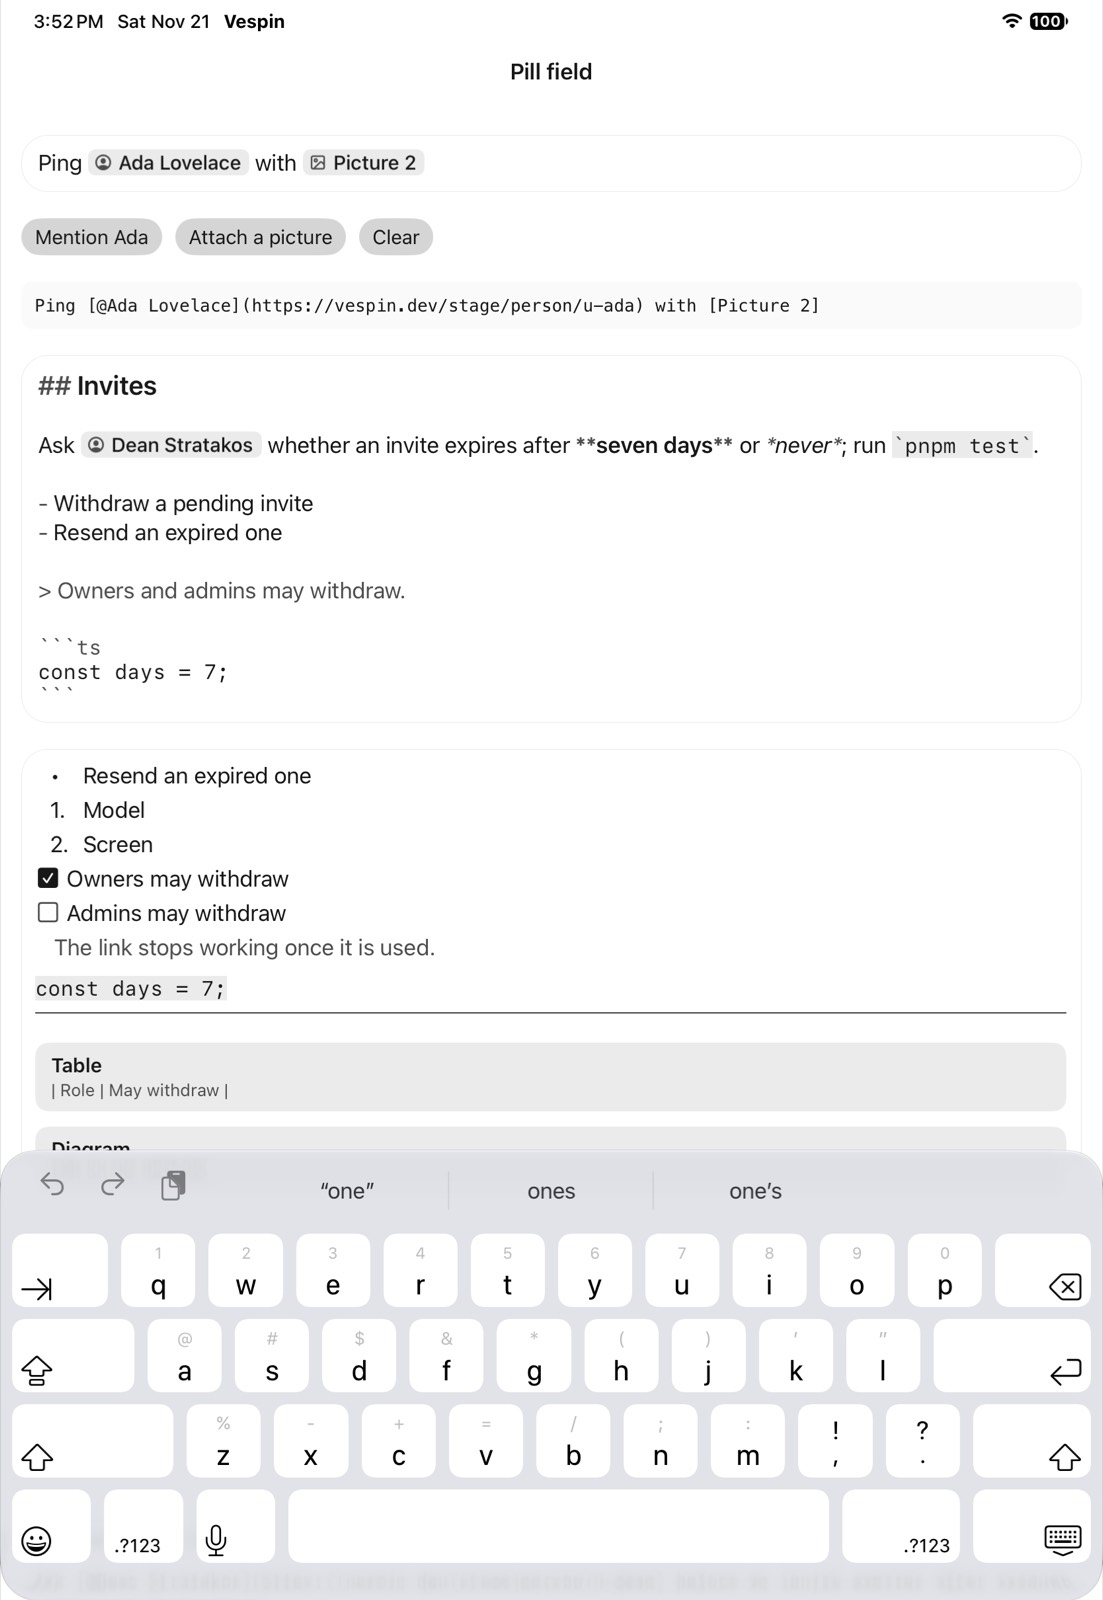 3:52 PM Sat Nov 21 Vespin 100
Pill field
Ping Ada Lovelace with Picture 2
Mention Ada Attach a picture Clear
Ping [@Ada Lovelace](https://vespin.dev/stage/person/u-ada) with [Picture 2]
## Invites
Ask Dean Stratakos whether an invite expires after **seven days** or *never*; run `pnpm test`.
- Withdraw a pending invite
- Resend an expired one
> Owners and admins may withdraw.
```ts
const days = 7;
```
• Resend an expired one
1. Model
2. Screen
Owners may withdraw
Admins may withdraw
The link stops working once it is used.
const days = 7;
Table
| Role | May withdraw |
Diagram
“one” ones one’s
1 2 3 4 5 6 7 8 9 0
q w e r t y u i o p
@ # $ & * ( ) ' "
a s d f g h j k l
% - + = / ; : ! ?
z x c v b n m , .
.?123 .?123